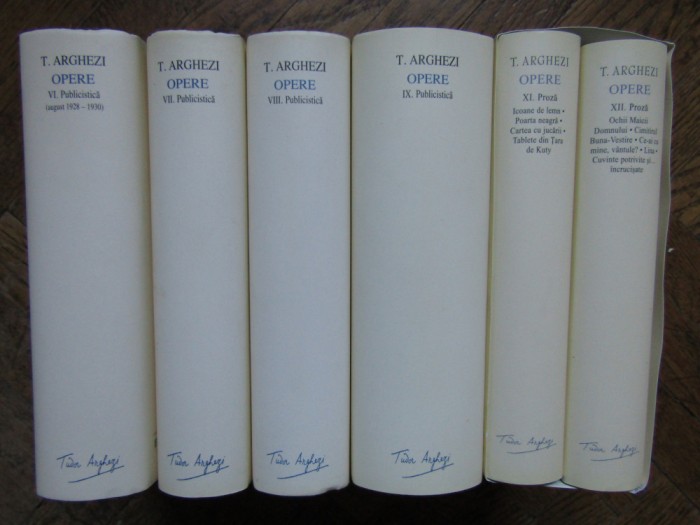 T. ARGHEZI
OPERE
VI. Publicistică
(august 1928 – 1930)
Tudor Arghezi
T. ARGHEZI
OPERE
VII. Publicistică
Tudor Arghezi
T. ARGHEZI
OPERE
VIII. Publicistică
Tudor Arghezi
T. ARGHEZI
OPERE
IX. Publicistică
Tudor Arghezi
T. ARGHEZI
OPERE
XI. Proză
Icoane de lemn •
Poarta neagră •
Cartea cu jucării •
Tablete din Țara
de Kuty
Tudor Arghezi
T. ARGHEZI
OPERE
XII. Proză
Ochii Maicii
Domnului • Cimitirul
Buna-Vestire • Ce-ai cu
mine, vântule? • Lina •
Cuvinte potrivite și...
încrucișate
Tudor Arghezi